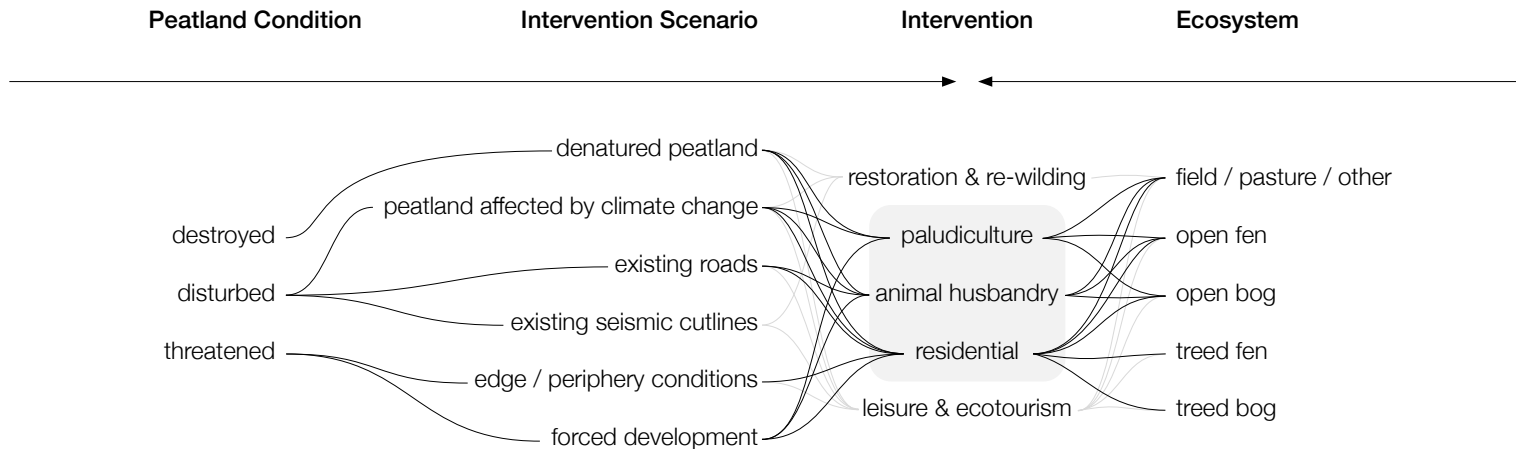 Peatland Condition
Intervention Scenario
Intervention
Ecosystem
destroyed
disturbed
threatened
denatured peatland
peatland affected by climate change
existing roads
existing seismic cutlines
edge / periphery conditions
forced development
restoration & re-wilding
paludiculture
animal husbandry
residential
leisure & ecotourism
field / pasture / other
open fen
open bog
treed fen
treed bog